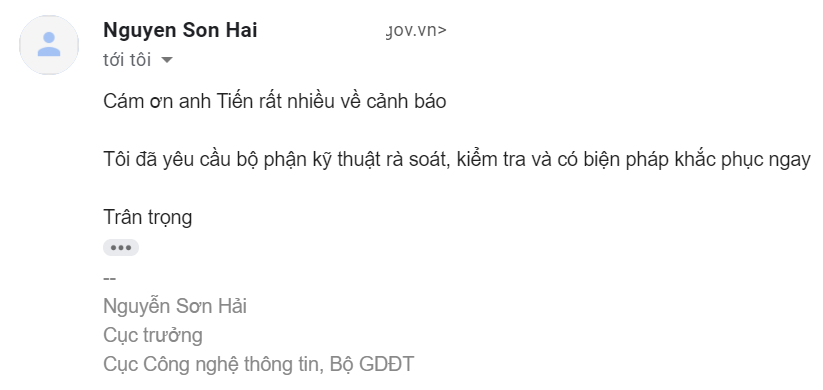 Nguyen Son Hai gov.vn>
tới tôi
Cám ơn anh Tiến rất nhiều về cảnh báo
Tôi đã yêu cầu bộ phận kỹ thuật rà soát, kiểm tra và có biện pháp khắc phục ngay
Trân trọng
--
Nguyễn Sơn Hải
Cục trưởng
Cục Công nghệ thông tin, Bộ GDĐT